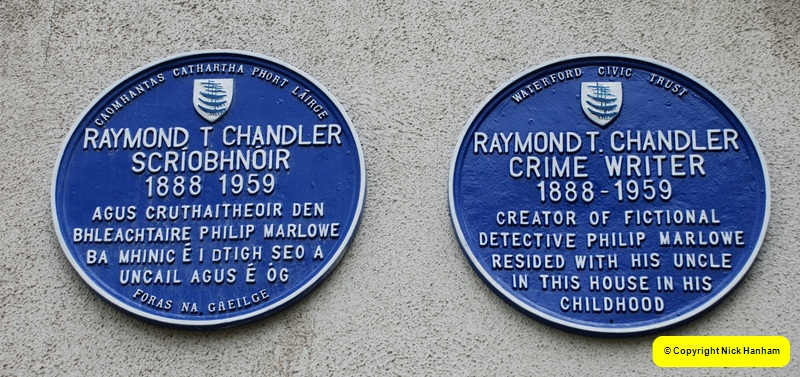 CAOMHANTAS CATHARTHA PHORT LÁIRGE
RAYMOND T CHANDLER
SCRÍOBHNÓIR
1888 1959
AGUS CRUTHAITHEOIR DEN
BHLEACHTAIRE PHILIP MARLOWE
BA MHINIC É I DTIGH SEO A
UNCAIL AGUS É ÓG
FORAS NA GAEILGE
WATERFORD CIVIC TRUST
RAYMOND T. CHANDLER
CRIME WRITER
1888-1959
CREATOR OF FICTIONAL
DETECTIVE PHILIP MARLOWE
RESIDED WITH HIS UNCLE
IN THIS HOUSE IN HIS
CHILDHOOD
© Copyright Nick Hanham